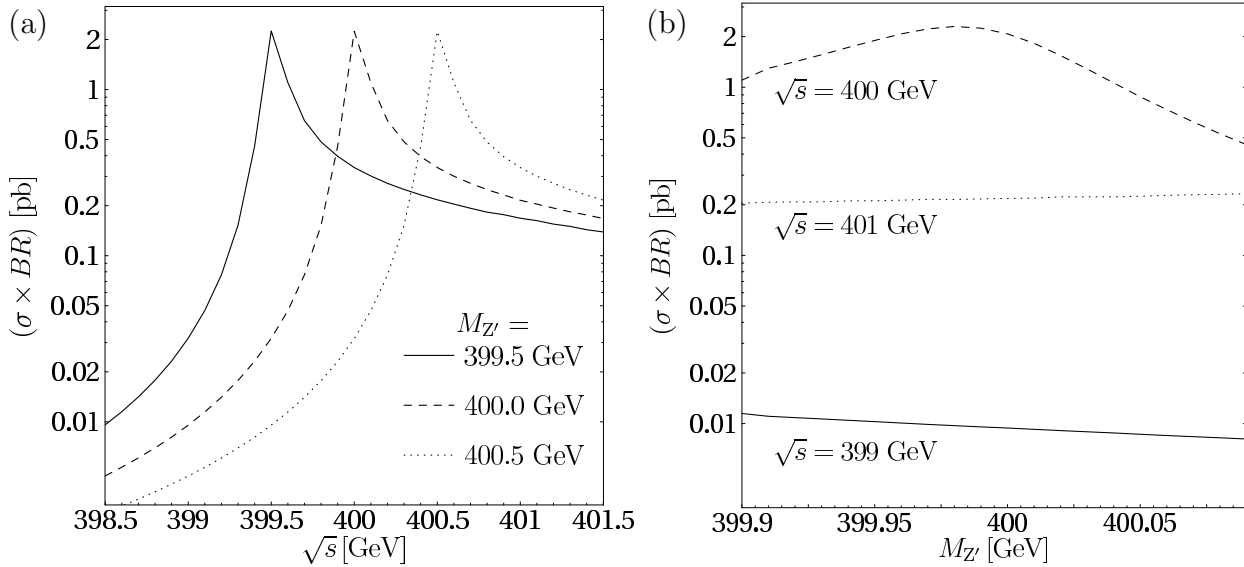 (a)
2
1
0.5
0.2
0.1
0.05
0.02
0.01
(σ × BR) [pb]
M_Z′ =
399.5 GeV
400.0 GeV
400.5 GeV
398.5 399 399.5 400 400.5 401 401.5
√s [GeV]
(b)
2
1
0.5
0.2
0.1
0.05
0.02
0.01
(σ × BR) [pb]
√s = 400 GeV
√s = 401 GeV
√s = 399 GeV
399.9 399.95 400 400.05
M_Z′ [GeV]